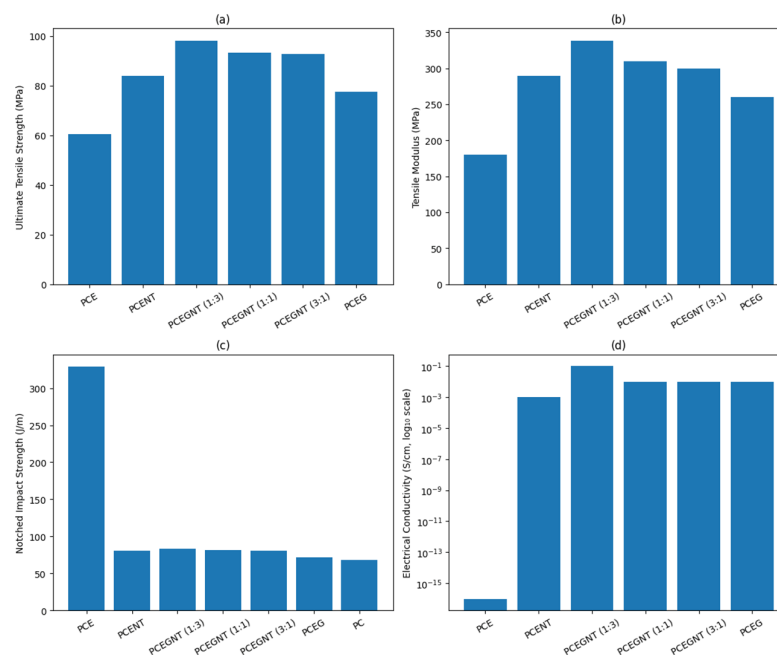 (a)
Ultimate Tensile Strength (MPa)
100
80
60
40
20
0
PCE
PCENT
PCEGNT (1:3)
PCEGNT (1:1)
PCEGNT (3:1)
PCEG
(b)
Tensile Modulus (MPa)
350
300
250
200
150
100
50
0
PCE
PCENT
PCEGNT (1:3)
PCEGNT (1:1)
PCEGNT (3:1)
PCEG
(c)
Notched Impact Strength (J/m)
300
250
200
150
100
50
0
PCE
PCENT
PCEGNT (1:3)
PCEGNT (1:1)
PCEGNT (3:1)
PCEG
PC
(d)
Electrical Conductivity (S/cm, log₁₀ scale)
10⁻¹
10⁻³
10⁻⁵
10⁻⁷
10⁻⁹
10⁻¹¹
10⁻¹³
10⁻¹⁵
PCE
PCENT
PCEGNT (1:3)
PCEGNT (1:1)
PCEGNT (3:1)
PCEG